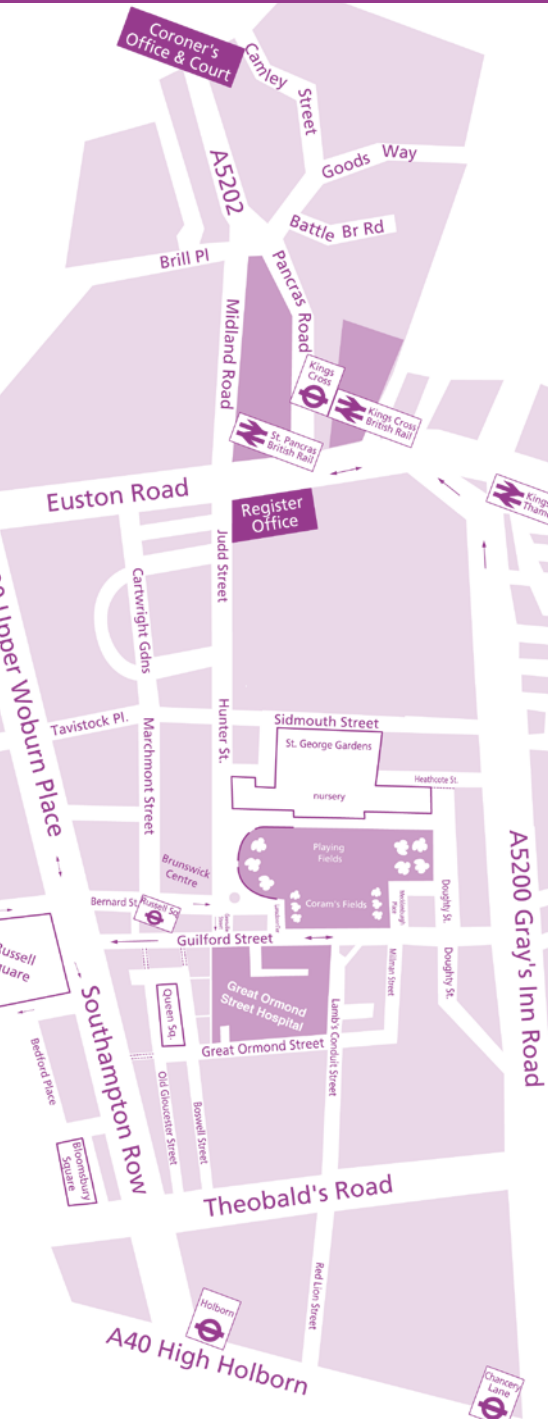 Coroner's
Office & Court
Camley
Street
A5202
Goods Way
Battle Br Rd
Brill Pl
Pancras Road
Midland Road
Kings
Cross
Kings Cross
British Rail
St. Pancras
British Rail
Euston Road
Register
Office
Kings
Judd Street
Cartwright Gdns
Upper Woburn Place
Hunter St.
Tavistock Pl.
Marchmont Street
Sidmouth Street
St. George Gardens
Heathcote St.
nursery
A5200 Gray's Inn Road
Playing
Fields
Brunswick
Centre
Coram's Fields
Mecklenburgh
Place
Doughty St.
Bernard St.
Russell Sq
Guilford Street
Russell
Square
Millman Street
Doughty St.
Great Ormond
Street Hospital
Queen Sq.
Southampton Row
Lamb's Conduit Street
Great Ormond Street
Bedford Place
Old Gloucester Street
Boswell Street
Bloomsbury
Square
Theobald's Road
Red Lion Street
Holborn
A40 High Holborn
Chancery
Lane